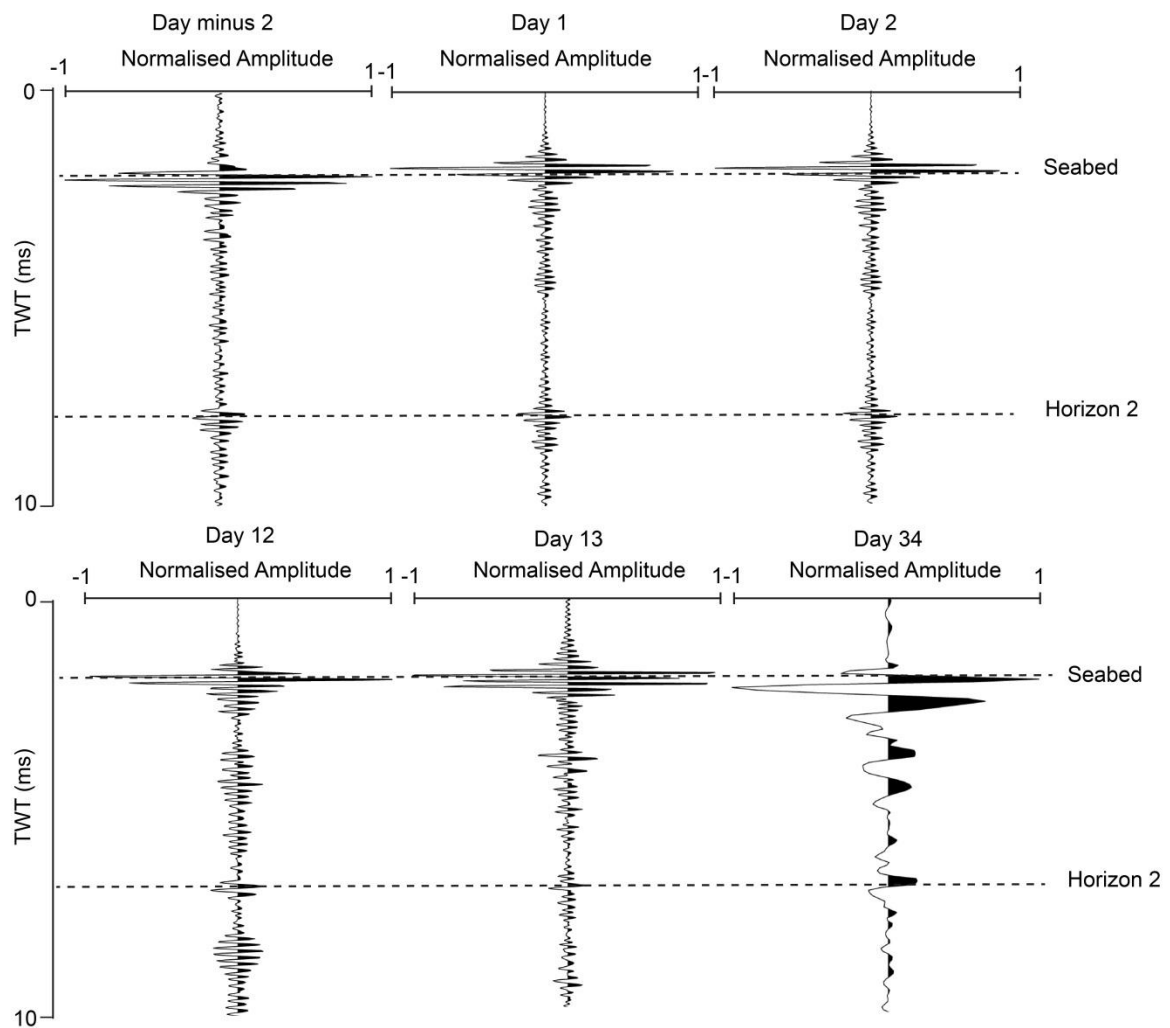 Day minus 2
Day 1
Day 2
Normalised Amplitude
Normalised Amplitude
Normalised Amplitude
-1
1
-1
1
-1
1
0
Seabed
TWT (ms)
Horizon 2
10
Day 12
Day 13
Day 34
Normalised Amplitude
Normalised Amplitude
Normalised Amplitude
-1
1
-1
1
-1
1
0
Seabed
TWT (ms)
Horizon 2
10